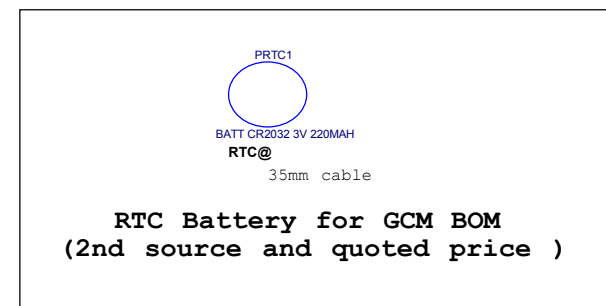 PRTC1
BATT CR2032 3V 220MAH
RTC@
35mm cable
RTC Battery for GCM BOM
(2nd source and quoted price )